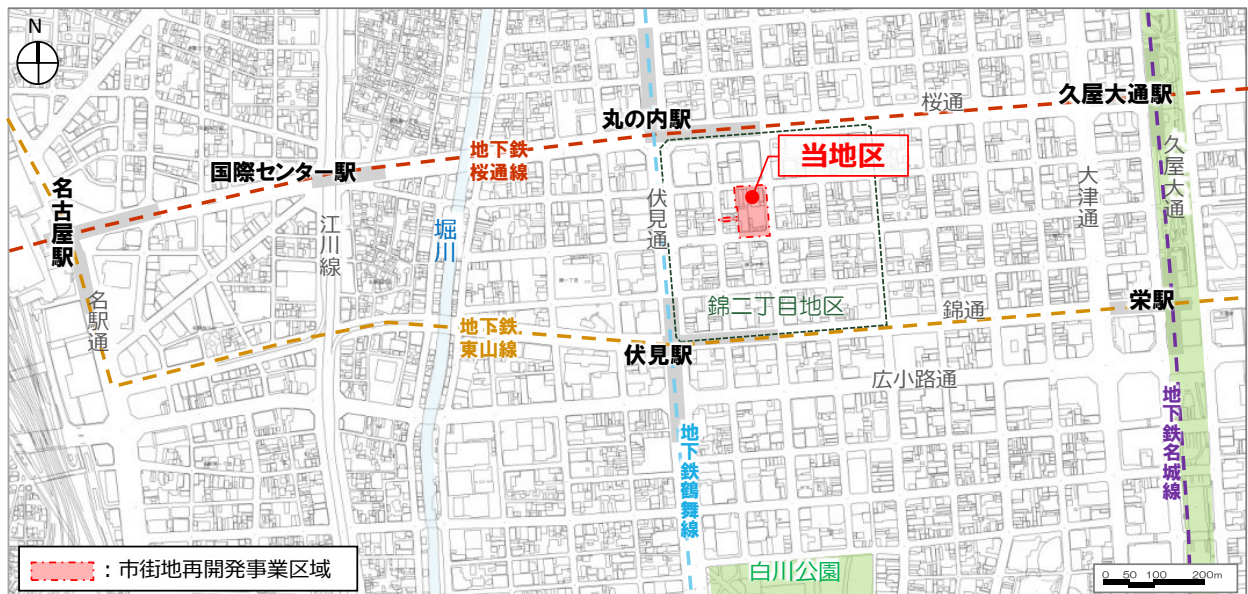 N
久屋大通駅
桜通
丸の内駅
当地区
地下鉄
桜通線
国際センター駅
名古屋駅
伏見通
大津通
久屋大通
江川線
堀川
名駅通
錦二丁目地区
栄駅
錦通
地下鉄
東山線
伏見駅
広小路通
地下鉄名城線
地下鉄鶴舞線
白川公園
：市街地再開発事業区域
0 50 100 200m